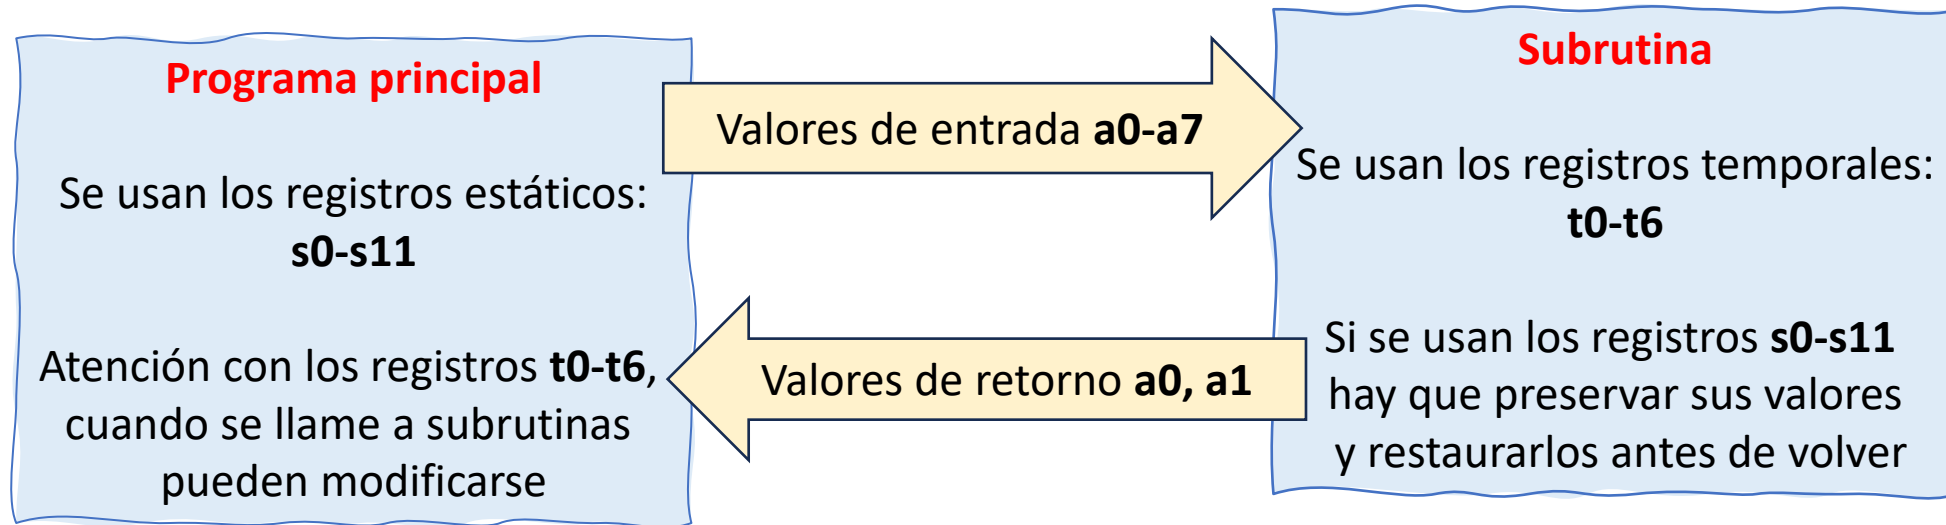 Programa principal
Se usan los registros estáticos:
s0-s11
Atención con los registros t0-t6,
cuando se llame a subrutinas
pueden modificarse
Valores de entrada a0-a7
Valores de retorno a0, a1
Subrutina
Se usan los registros temporales:
t0-t6
Si se usan los registros s0-s11
hay que preservar sus valores
y restaurarlos antes de volver